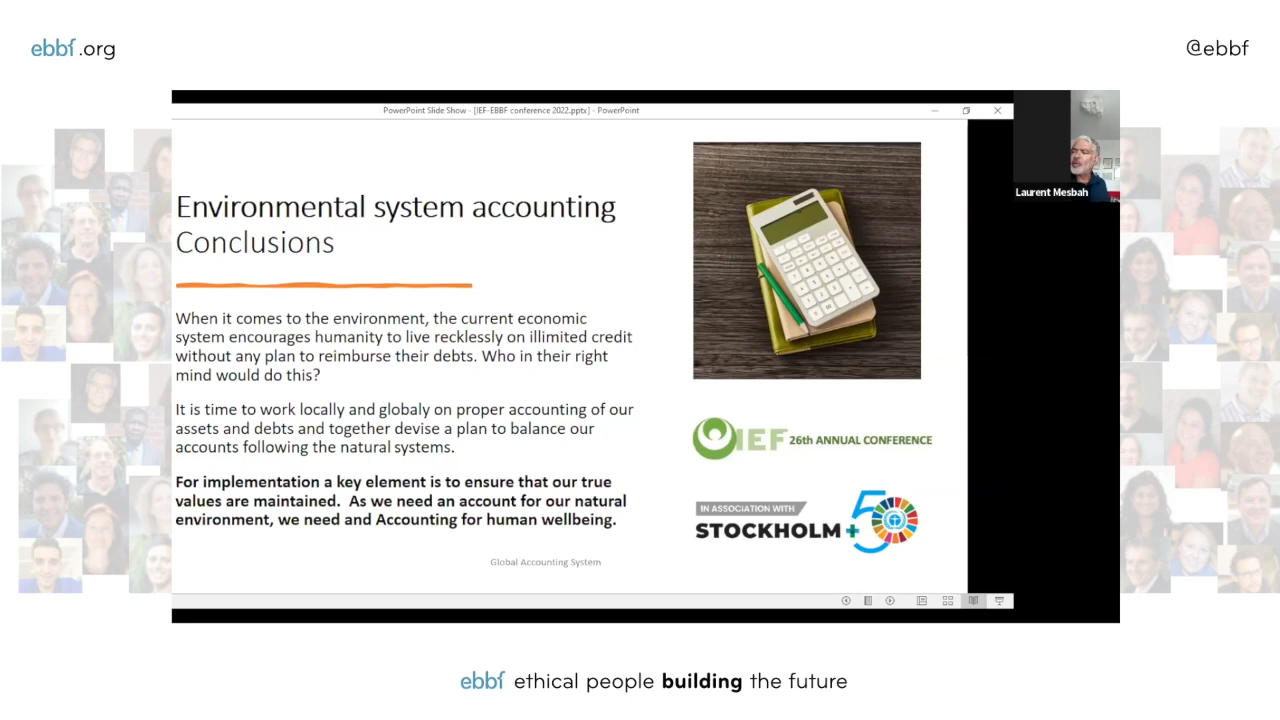 ebbf.org
@ebbf
PowerPoint Slide Show - [IEF-EBBF conference 2022.pptx] - PowerPoint
Laurent Mesbah
Environmental system accounting
Conclusions
When it comes to the environment, the current economic
system encourages humanity to live recklessly on illimited credit
without any plan to reimburse their debts. Who in their right
mind would do this?
It is time to work locally and globaly on proper accounting of our
assets and debts and together devise a plan to balance our
accounts following the natural systems.
For implementation a key element is to ensure that our true
values are maintained. As we need an account for our natural
environment, we need and Accounting for human wellbeing.
Global Accounting System
IEF 26th ANNUAL CONFERENCE
IN ASSOCIATION WITH
STOCKHOLM+50
ebbf ethical people building the future